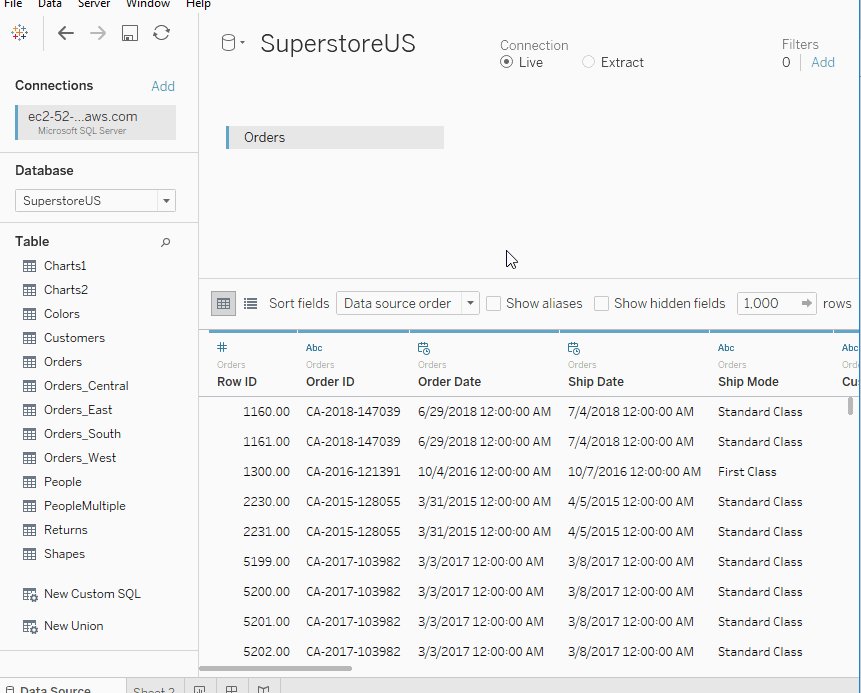 File Data Server Window Help
SuperstoreUS
Connection
Live Extract
Filters
0 Add
Connections Add
ec2-52-...aws.com
Microsoft SQL Server
Orders
Database
SuperstoreUS
Table
Charts1
Charts2
Colors
Customers
Orders
Orders_Central
Orders_East
Orders_South
Orders_West
People
PeopleMultiple
Returns
Shapes
New Custom SQL
New Union
Sort fields Data source order Show aliases Show hidden fields 1,000 rows
# Abc Abc Abc
Orders Orders Orders Orders Orders
Row ID Order ID Order Date Ship Date Ship Mode
1160.00 CA-2018-147039 6/29/2018 12:00:00 AM 7/4/2018 12:00:00 AM Standard Class
1161.00 CA-2018-147039 6/29/2018 12:00:00 AM 7/4/2018 12:00:00 AM Standard Class
1300.00 CA-2016-121391 10/4/2016 12:00:00 AM 10/7/2016 12:00:00 AM First Class
2230.00 CA-2015-128055 3/31/2015 12:00:00 AM 4/5/2015 12:00:00 AM Standard Class
2231.00 CA-2015-128055 3/31/2015 12:00:00 AM 4/5/2015 12:00:00 AM Standard Class
5199.00 CA-2017-103982 3/3/2017 12:00:00 AM 3/8/2017 12:00:00 AM Standard Class
5200.00 CA-2017-103982 3/3/2017 12:00:00 AM 3/8/2017 12:00:00 AM Standard Class
5201.00 CA-2017-103982 3/3/2017 12:00:00 AM 3/8/2017 12:00:00 AM Standard Class
5202.00 CA-2017-103982 3/3/2017 12:00:00 AM 3/8/2017 12:00:00 AM Standard Class
Data Source Sheet 2